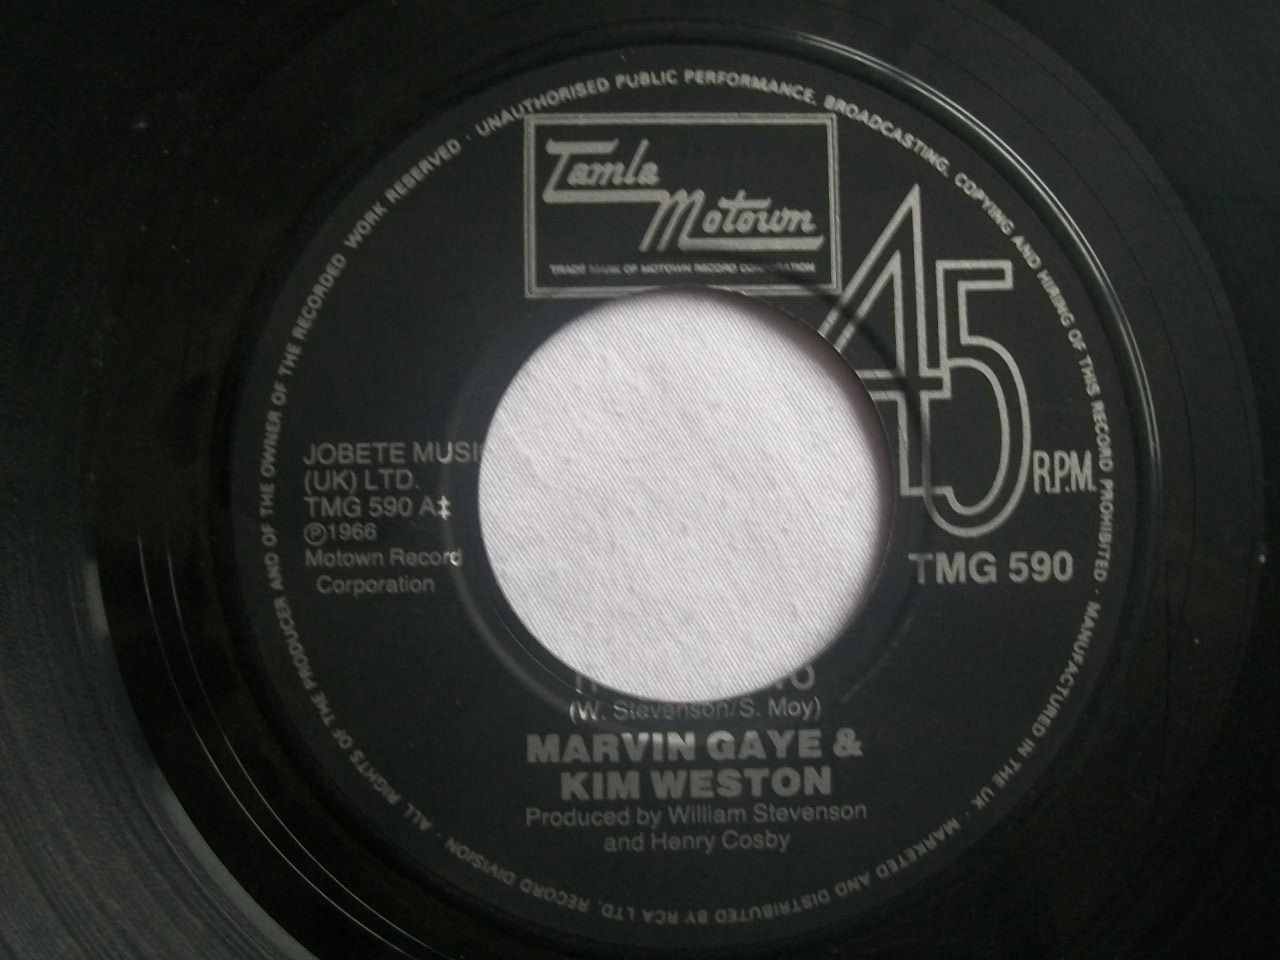 ALL RIGHTS OF THE PRODUCER AND OF THE OWNER OF THE RECORDED WORK RESERVED · UNAUTHORISED PUBLIC PERFORMANCE, BROADCASTING, COPYING AND HIRING OF THIS RECORD PROHIBITED · MANUFACTURED IN THE UK · MARKETED AND DISTRIBUTED BY RCA LTD. RECORD DIVISION ·
Tamla
Motown
TRADE MARK OF MOTOWN RECORD CORPORATION
45
R.P.M.
JOBETE MUSI
(UK) LTD.
TMG 590 A‡
Ⓟ1966
Motown Record
Corporation
TMG 590
(W. Stevenson/S. Moy)
MARVIN GAYE &
KIM WESTON
Produced by William Stevenson
and Henry Cosby